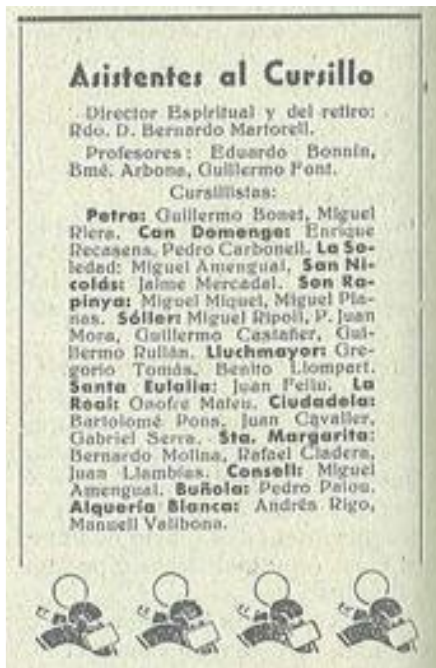 Asistentes al Cursillo
Director Espiritual y del retiro:
Rdo. D. Bernardo Martorell.
Profesores: Eduardo Bonnín,
Bmé. Arbona, Guillermo Font.
Cursillistas:
Petra: Guillermo Bonet, Miguel
Riera. Can Domenge: Enrique
Recasens, Pedro Carbonell. La So-
ledad: Miguel Amengual. San Ni-
colás: Jaime Mercadal. Son Ra-
pinya: Miguel Miquel, Miguel Pla-
nas. Sóller: Miguel Ripoll, P. Juan
Mora, Guillermo Castañer, Gui-
llermo Rullán. Lluchmayor: Gre-
gorio Tomás, Benito Llompart.
Santa Eulalia: Juan Feliu. La
Real: Onofre Mateu. Ciudadela:
Bartolomé Pons, Juan Cavaller,
Gabriel Serra. Sta. Margarita:
Bernardo Molina, Rafael Cladera,
Juan Llambias. Consell: Miguel
Amengual. Buñola: Pedro Palou.
Alquería Blanca: Andrés Rigo,
Manuell Vallbona.